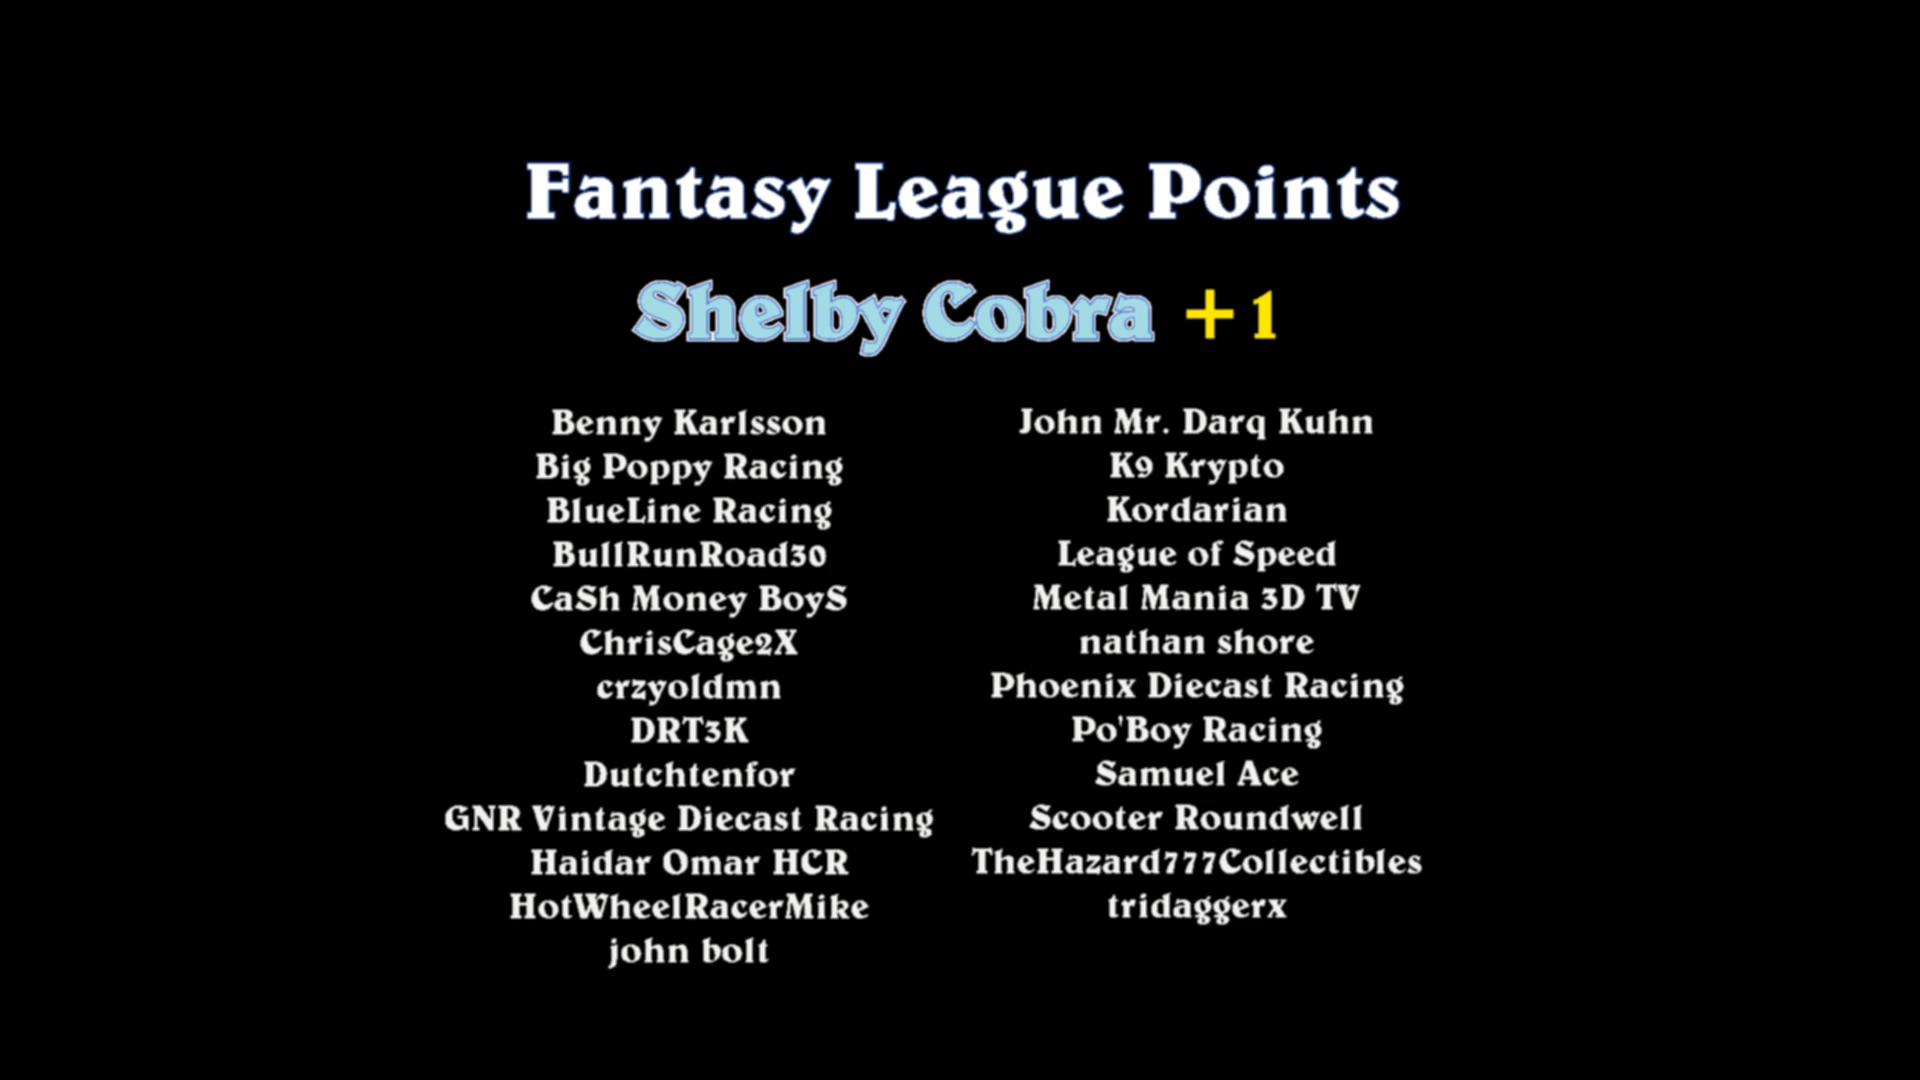 Fantasy League Points
Shelby Cobra +1
Benny Karlsson
Big Poppy Racing
BlueLine Racing
BullRunRoad30
CaSh Money BoyS
ChrisCage2X
crzyoldmn
DRT3K
Dutchtenfor
GNR Vintage Diecast Racing
Haidar Omar HCR
HotWheelRacerMike
john bolt
John Mr. Darq Kuhn
K9 Krypto
Kordarian
League of Speed
Metal Mania 3D TV
nathan shore
Phoenix Diecast Racing
Po'Boy Racing
Samuel Ace
Scooter Roundwell
TheHazard777Collectibles
tridaggerx